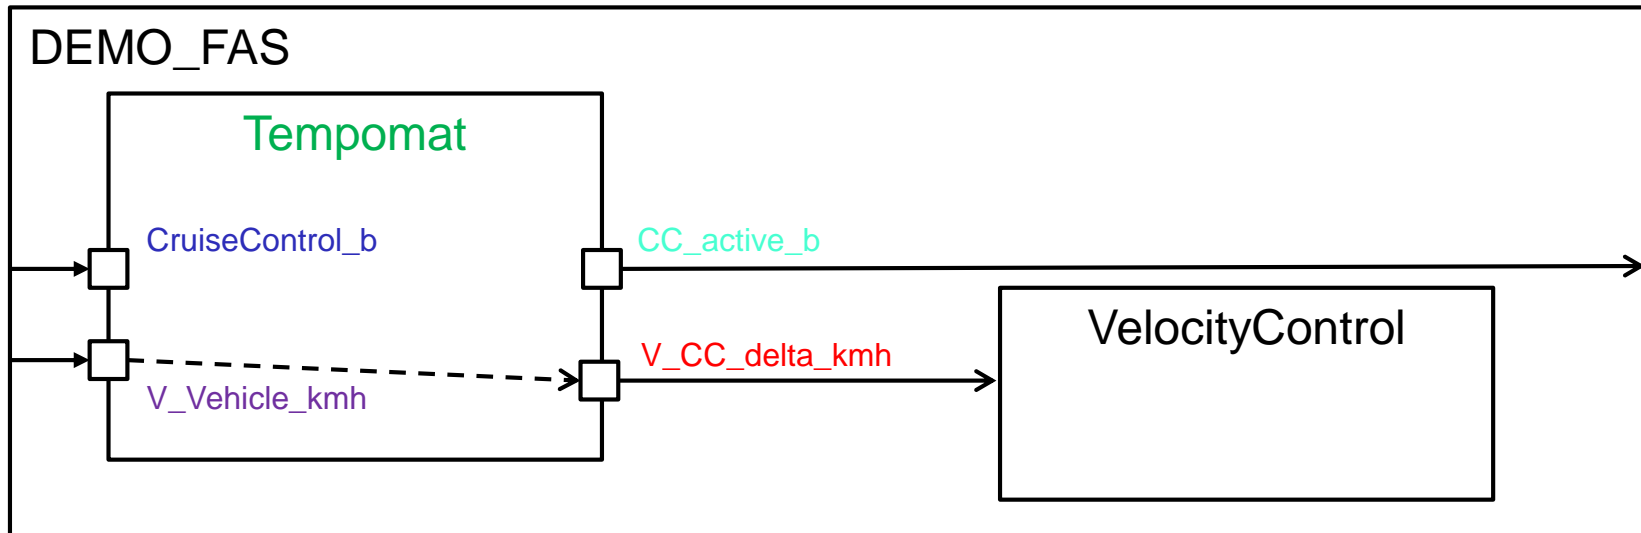 DEMO_FAS
Tempomat
CruiseControl_b
CC_active_b
VelocityControl
V_CC_delta_kmh
V_Vehicle_kmh